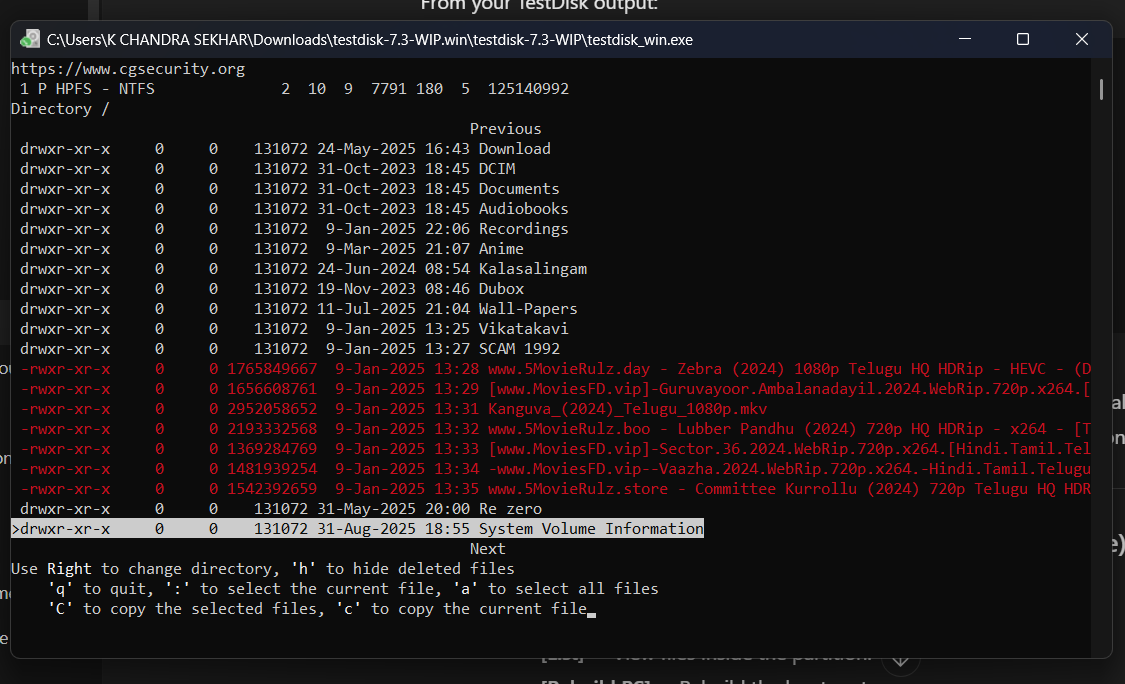 From your TestDisk output:
C:\Users\K CHANDRA SEKHAR\Downloads\testdisk-7.3-WIP.win\testdisk-7.3-WIP\testdisk_win.exe
https://www.cgsecurity.org
1 P HPFS - NTFS 2 10 9 7791 180 5 125140992
Directory /
Previous
drwxr-xr-x 0 0 131072 24-May-2025 16:43 Download
drwxr-xr-x 0 0 131072 31-Oct-2023 18:45 DCIM
drwxr-xr-x 0 0 131072 31-Oct-2023 18:45 Documents
drwxr-xr-x 0 0 131072 31-Oct-2023 18:45 Audiobooks
drwxr-xr-x 0 0 131072 9-Jan-2025 22:06 Recordings
drwxr-xr-x 0 0 131072 9-Mar-2025 21:07 Anime
drwxr-xr-x 0 0 131072 24-Jun-2024 08:54 Kalasalingam
drwxr-xr-x 0 0 131072 19-Nov-2023 08:46 Dubox
drwxr-xr-x 0 0 131072 11-Jul-2025 21:04 Wall-Papers
drwxr-xr-x 0 0 131072 9-Jan-2025 13:25 Vikatakavi
drwxr-xr-x 0 0 131072 9-Jan-2025 13:27 SCAM 1992
-rwxr-xr-x 0 0 1765849667 9-Jan-2025 13:28 www.5MovieRulz.day - Zebra (2024) 1080p Telugu HQ HDRip - HEVC - (D
-rwxr-xr-x 0 0 1656608761 9-Jan-2025 13:29 [www.MoviesFD.vip]-Guruvayoor.Ambalanadayil.2024.WebRip.720p.x264.[
-rwxr-xr-x 0 0 2952058652 9-Jan-2025 13:31 Kanguva_(2024)_Telugu_1080p.mkv
-rwxr-xr-x 0 0 2193332568 9-Jan-2025 13:32 www.5MovieRulz.boo - Lubber Pandhu (2024) 720p HQ HDRip - x264 - [T
-rwxr-xr-x 0 0 1369284769 9-Jan-2025 13:33 [www.MoviesFD.vip]-Sector.36.2024.WebRip.720p.x264.[Hindi.Tamil.Tel
-rwxr-xr-x 0 0 1481939254 9-Jan-2025 13:34 -www.MoviesFD.vip--Vaazha.2024.WebRip.720p.x264.-Hindi.Tamil.Telugu
-rwxr-xr-x 0 0 1542392659 9-Jan-2025 13:35 www.5MovieRulz.store - Committee Kurrollu (2024) 720p Telugu HQ HDR
drwxr-xr-x 0 0 131072 31-May-2025 20:00 Re zero
>drwxr-xr-x 0 0 131072 31-Aug-2025 18:55 System Volume Information
Next
Use Right to change directory, 'h' to hide deleted files
'q' to quit, ':' to select the current file, 'a' to select all files
'C' to copy the selected files, 'c' to copy the current file_